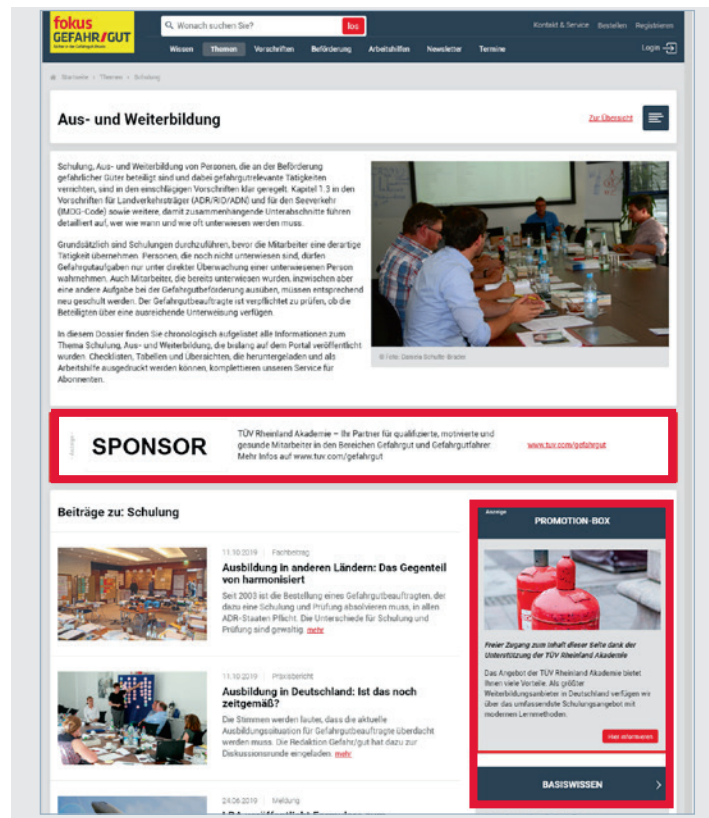 fokus
GEFAHR/GUT
Wonach suchen Sie?
los
Kontakt & Service Bestellen Registrieren
Wissen Themen Vorschriften Beförderung Arbeitshilfen Newsletter Termine
Login
Startseite › Themen › Schulung
Aus- und Weiterbildung
Zur Übersicht
Schulung, Aus- und Weiterbildung von Personen, die an der Beförderung
gefährlicher Güter beteiligt sind und dabei gefahrgutrelevante Tätigkeiten
verrichten, sind in den einschlägigen Vorschriften klar geregelt. Kapitel 1.3 in den
Vorschriften für Landverkehrsträger (ADR/RID/ADN) und für den Seeverkehr
(IMDG-Code) sowie weitere, damit zusammenhängende Unterabschnitte führen
detailliert auf, wer wie wann und wie oft unterwiesen werden muss.
Grundsätzlich sind Schulungen durchzuführen, bevor die Mitarbeiter eine derartige
Tätigkeit übernehmen. Personen, die noch nicht unterwiesen sind, dürfen
Gefahrgutaufgaben nur unter direkter Überwachung einer unterwiesenen Person
wahrnehmen. Auch Mitarbeiter, die bereits unterwiesen wurden, inzwischen aber
eine andere Aufgabe bei der Gefahrgutbeförderung ausüben, müssen entsprechend
neu geschult werden. Der Gefahrgutbeauftragte ist verpflichtet zu prüfen, ob die
Beteiligten über eine ausreichende Unterweisung verfügen.
In diesem Dossier finden Sie chronologisch aufgelistet alle Informationen zum
Thema Schulung, Aus- und Weiterbildung, die bislang auf dem Portal veröffentlicht
wurden. Checklisten, Tabellen und Übersichten, die heruntergeladen und als
Arbeitshilfe ausgedruckt werden können, komplettieren unseren Service für
Abonnenten.
© Foto: Daniela Schulte-Brader
- Anzeige -
SPONSOR
TÜV Rheinland Akademie – Ihr Partner für qualifizierte, motivierte und
gesunde Mitarbeiter in den Bereichen Gefahrgut und Gefahrgutfahrer
Mehr Infos auf www.tuv.com/gefahrgut
www.tuv.com/gefahrgut
Beiträge zu: Schulung
11.10.2019 | Fachbeitrag
Ausbildung in anderen Ländern: Das Gegenteil
von harmonisiert
Seit 2003 ist die Bestellung eines Gefahrgutbeauftragten, der
dazu eine Schulung und Prüfung absolvieren muss, in allen
ADR-Staaten Pflicht. Die Unterschiede für Schulung und
Prüfung sind gewaltig. mehr
11.10.2019 | Praxisbericht
Ausbildung in Deutschland: Ist das noch
zeitgemäß?
Die Stimmen werden lauter, dass die aktuelle
Ausbildungssituation für Gefahrgutbeauftragte überdacht
werden muss. Die Redaktion Gefahr/gut hat dazu zur
Diskussionsrunde eingeladen. mehr
24.06.2019 | Meldung
Anzeige
PROMOTION-BOX
Freier Zugang zum Inhalt dieser Seite dank der
Unterstützung der TÜV Rheinland Akademie
Das Angebot der TÜV Rheinland Akademie bietet
Ihnen viele Vorteile. Als größter
Weiterbildungsanbieter in Deutschland verfügen wir
über das umfassendste Schulungsangebot mit
modernen Lernmethoden.
Hier informieren
BASISWISSEN